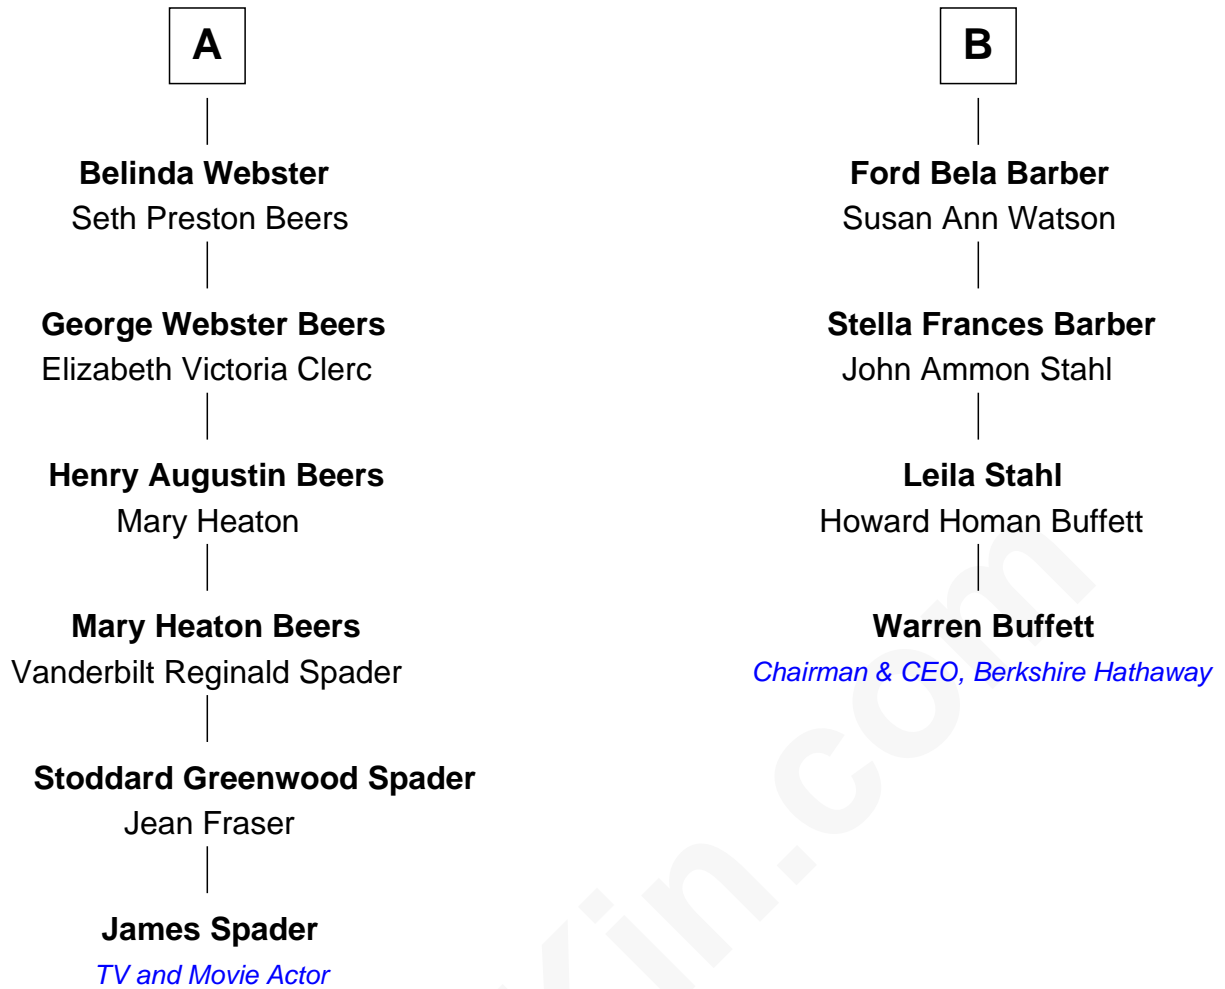 A
Belinda Webster
Seth Preston Beers
George Webster Beers
Elizabeth Victoria Clerc
Henry Augustin Beers
Mary Heaton
Mary Heaton Beers
Vanderbilt Reginald Spader
Stoddard Greenwood Spader
Jean Fraser
James Spader
TV and Movie Actor
B
Ford Bela Barber
Susan Ann Watson
Stella Frances Barber
John Ammon Stahl
Leila Stahl
Howard Homan Buffett
Warren Buffett
Chairman & CEO, Berkshire Hathaway